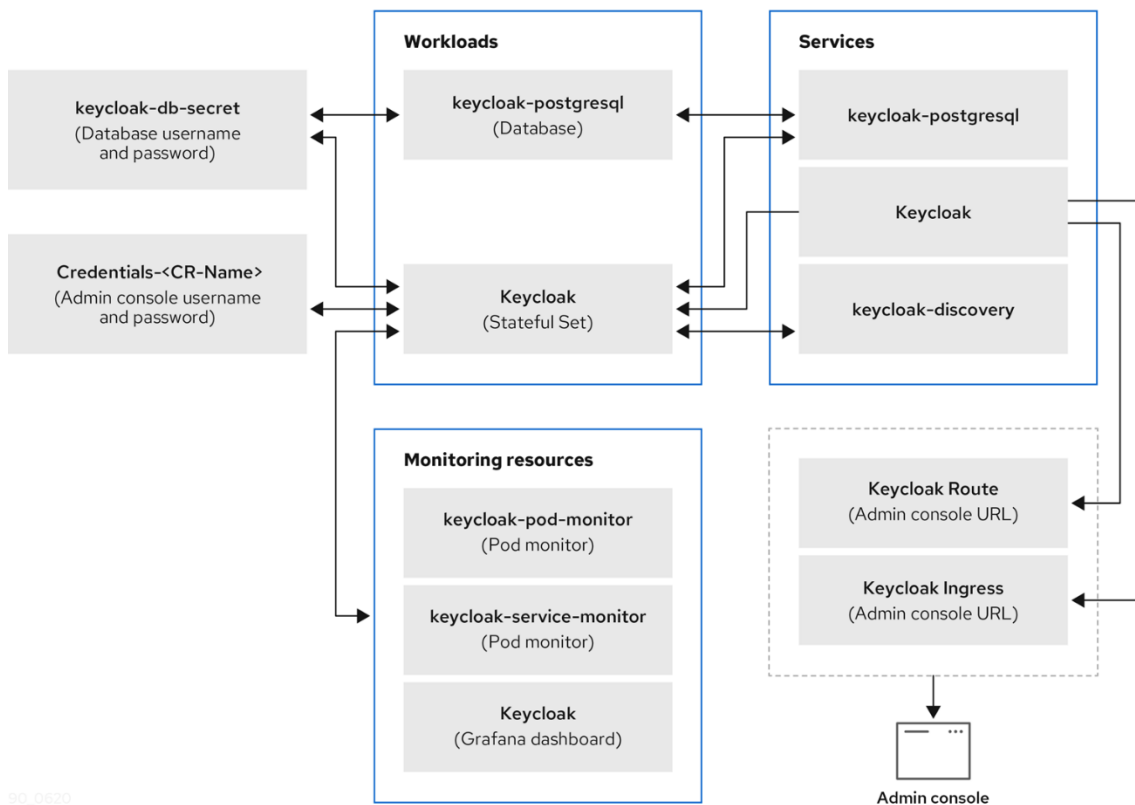 Workloads
Services
keycloak-db-secret
(Database username
and password)
keycloak-postgresql
(Database)
keycloak-postgresql
Keycloak
Credentials-<CR-Name>
(Admin console username
and password)
Keycloak
(Stateful Set)
keycloak-discovery
Monitoring resources
keycloak-pod-monitor
(Pod monitor)
keycloak-service-monitor
(Pod monitor)
Keycloak
(Grafana dashboard)
Keycloak Route
(Admin console URL)
Keycloak Ingress
(Admin console URL)
Admin console
90_0620